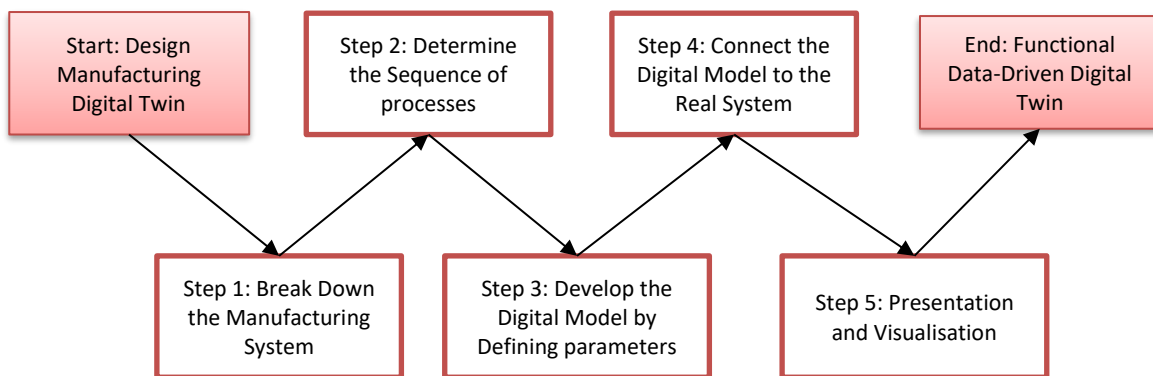 Start: Design
Manufacturing
Digital Twin
Step 2: Determine
the Sequence of
processes
Step 4: Connect the
Digital Model to the
Real System
End: Functional
Data-Driven Digital
Twin
Step 1: Break Down
the Manufacturing
System
Step 3: Develop the
Digital Model by
Defining parameters
Step 5: Presentation
and Visualisation